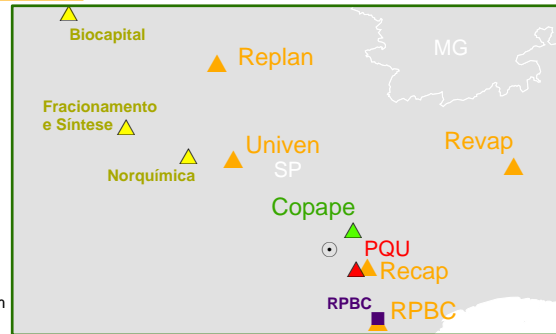 Biocapital
MG
Replan
Fracionamento
e Síntese
Univen
Revap
Norquímica
SP
Copape
PQU
Recap
n
RPBC
RPBC